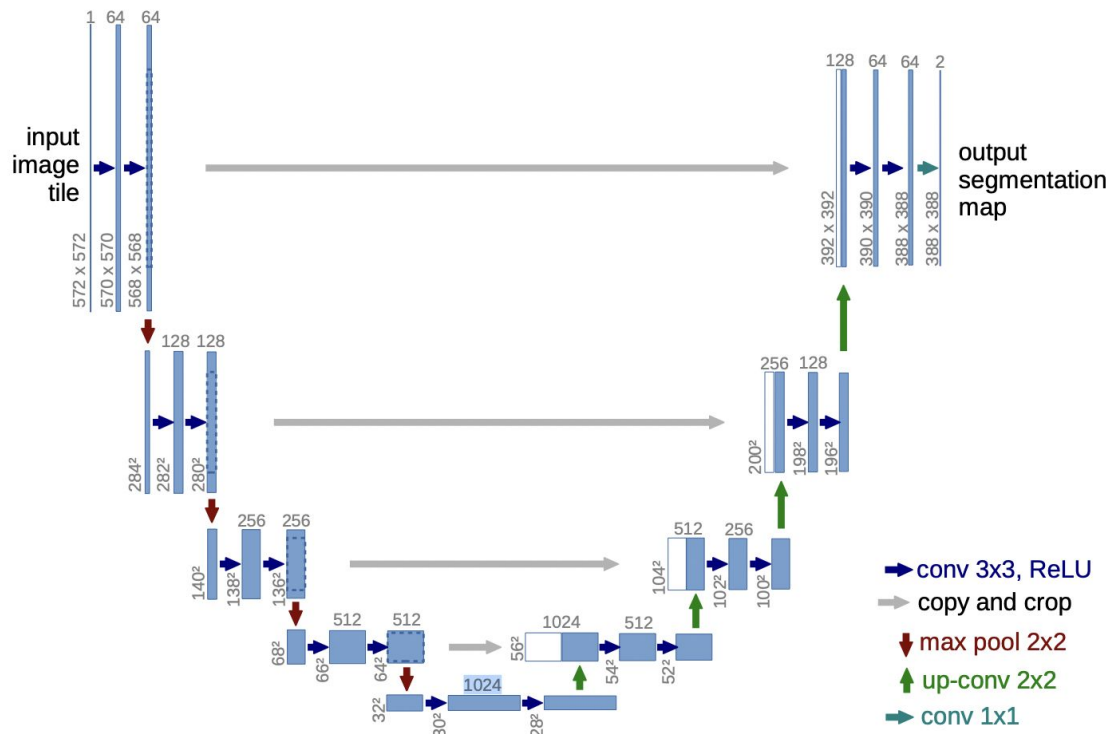 1 64 64
input
image
tile
572 x 572
570 x 570
568 x 568
128 64 64 2
392 x 392
390 x 390
388 x 388
388 x 388
output
segmentation
map
128 128
284²
282²
280²
256 128
200²
198²
196²
256 256
140²
138²
136²
512 256
104²
102²
100²
512 512
68²
66²
64²
1024 512
56²
54²
52²
1024
32²
30²
28²
conv 3x3, ReLU
copy and crop
max pool 2x2
up-conv 2x2
conv 1x1